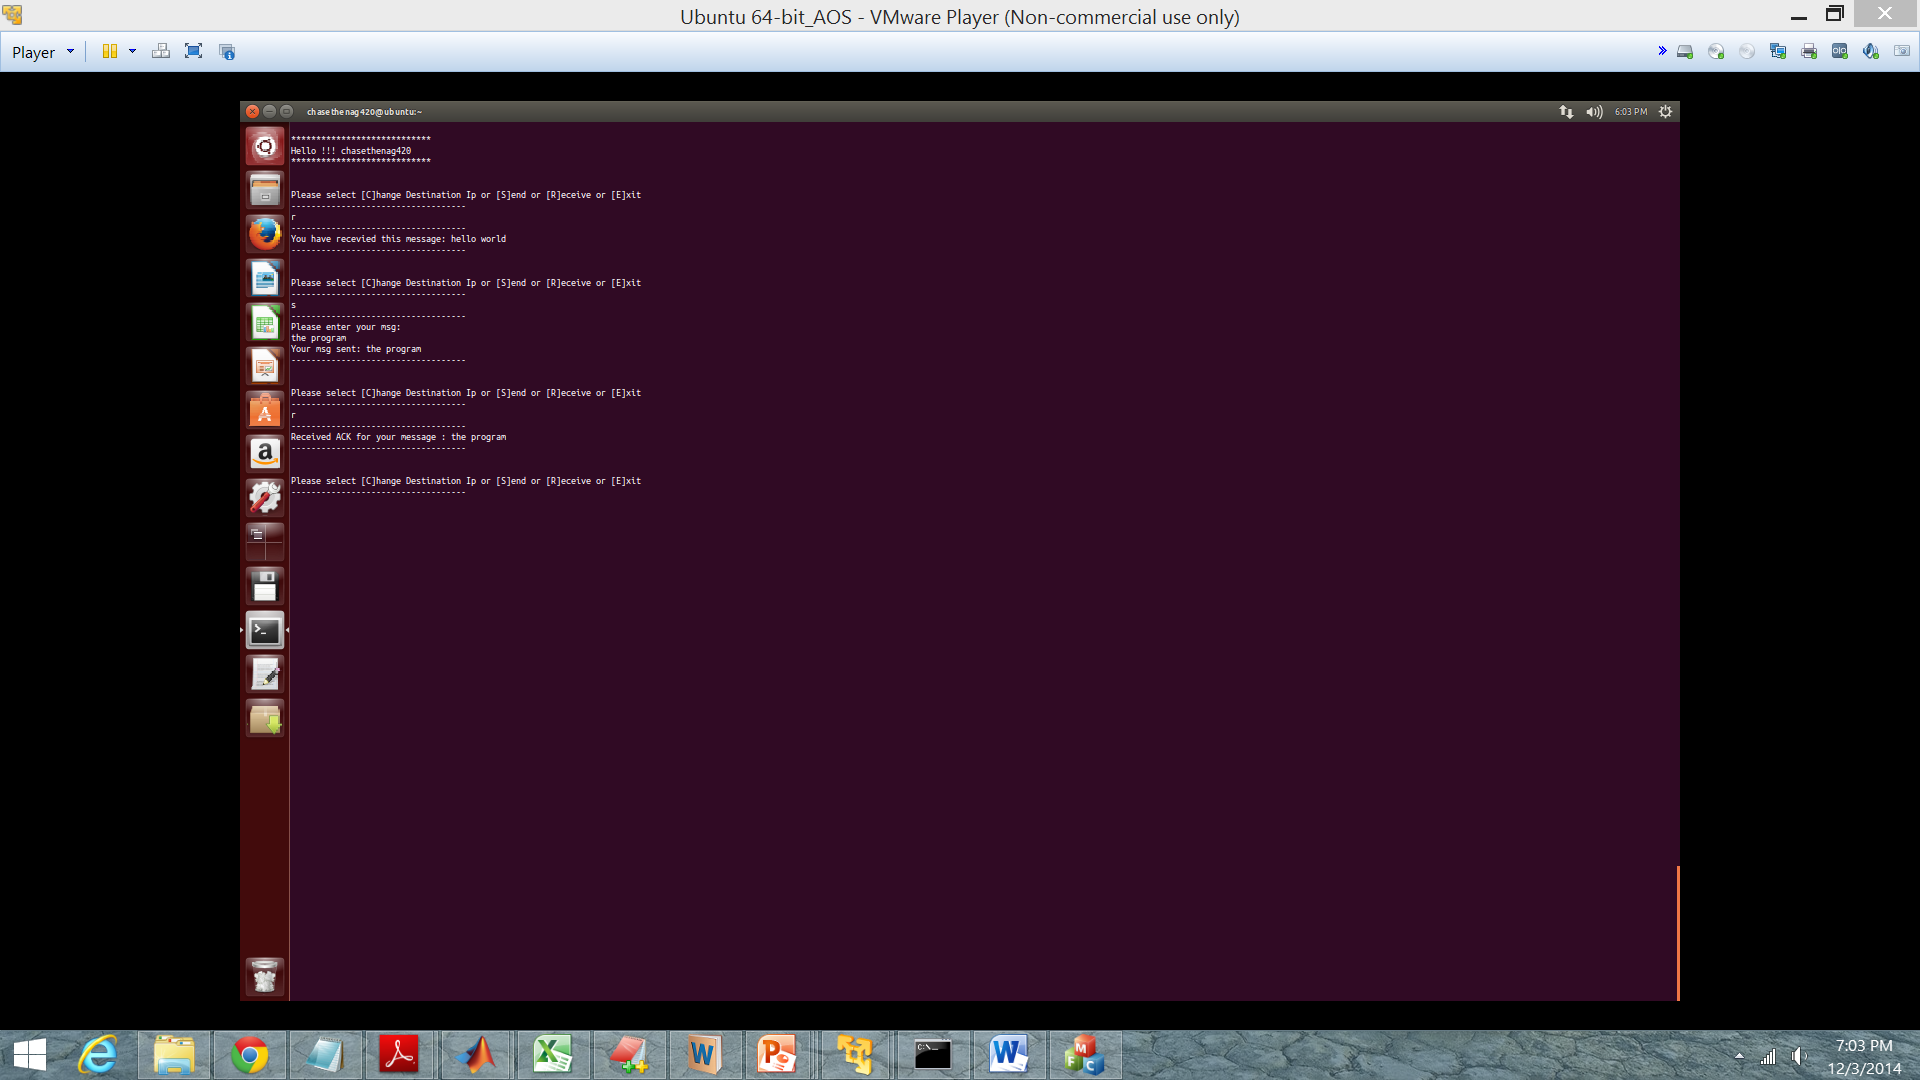 Ubuntu 64-bit_AOS - VMware Player (Non-commercial use only)
Player
chasethenag420@ubuntu:~
6:03 PM
****************************
Hello !!! chasethenag420
****************************
Please select [C]hange Destination Ip or [S]end or [R]eceive or [E]xit
-----------------------------------
r
-----------------------------------
You have recevied this message: hello world
-----------------------------------
Please select [C]hange Destination Ip or [S]end or [R]eceive or [E]xit
-----------------------------------
s
-----------------------------------
Please enter your msg:
the program
Your msg sent: the program
-----------------------------------
Please select [C]hange Destination Ip or [S]end or [R]eceive or [E]xit
-----------------------------------
r
-----------------------------------
Received ACK for your message : the program
-----------------------------------
Please select [C]hange Destination Ip or [S]end or [R]eceive or [E]xit
-----------------------------------
7:03 PM
12/3/2014